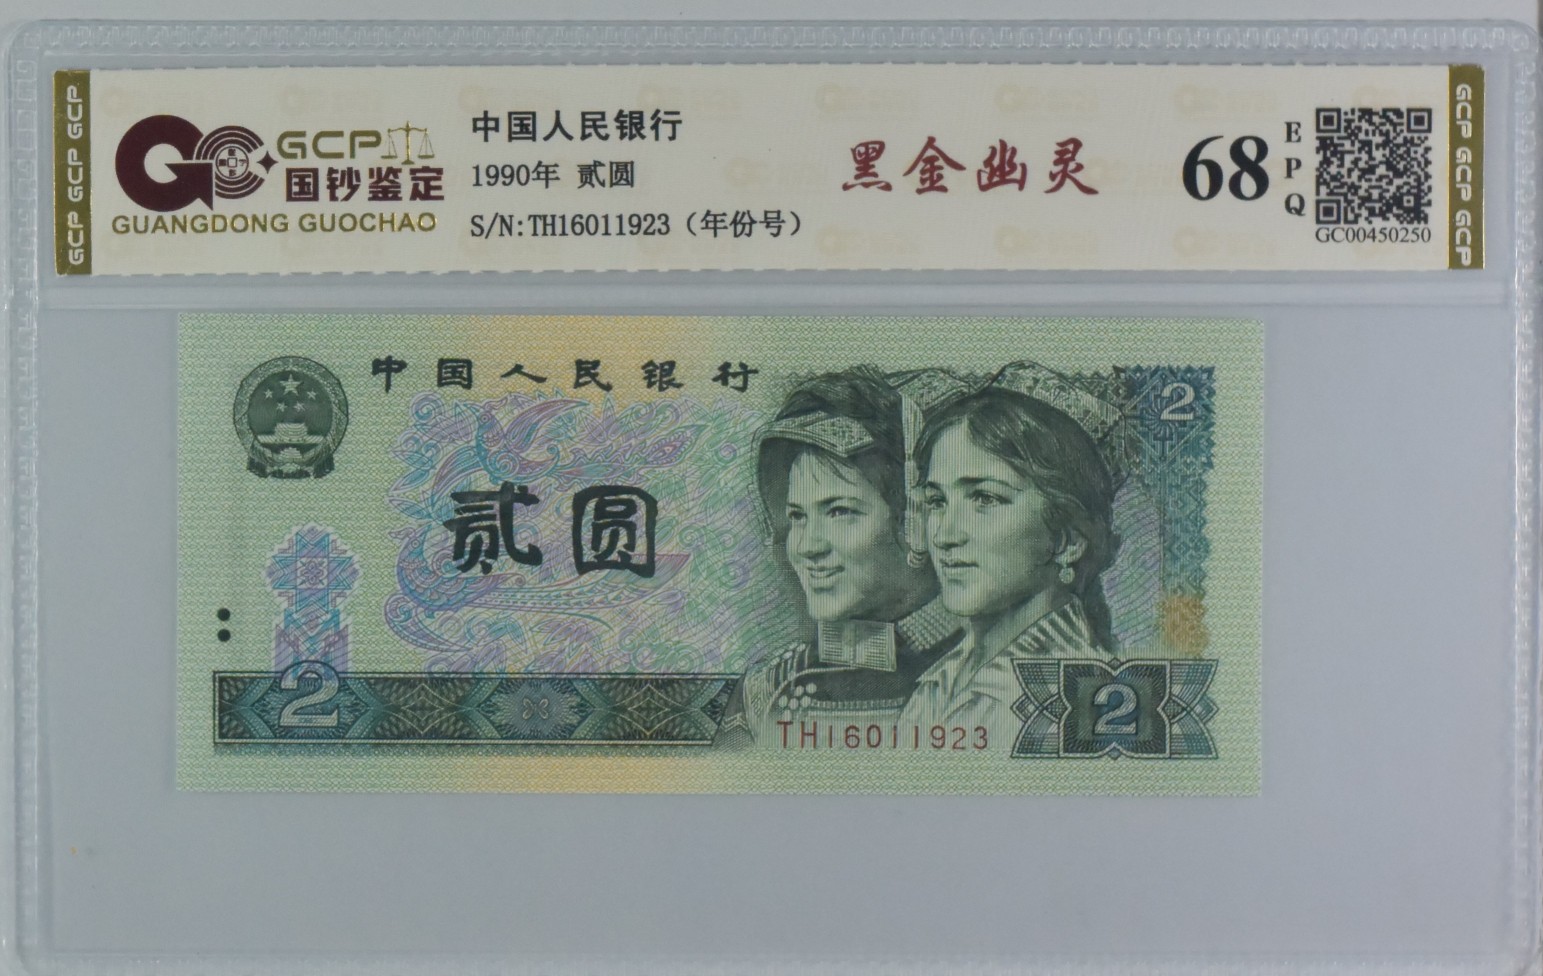 GCP GCP GCP
GCP
国钞鉴定
GUANGDONG GUOCHAO
中国人民银行
1990年 贰圆
S/N:TH16011923（年份号）
黑金幽灵
68
E
P
Q
GC00450250
GCP GCP GCP
中国人民银行
2
贰圆
2
TH16011923
2